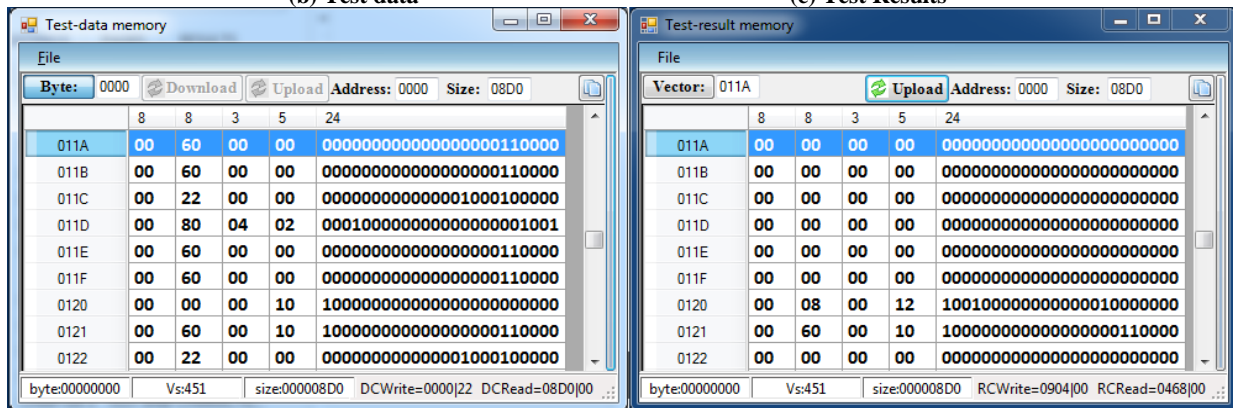 (b) Test data
(c) Test Results
Test-data memory
File
Byte: 0000 Download Upload Address: 0000 Size: 08D0
8 8 3 5 24
011A 00 60 00 00 000000000000000000110000
011B 00 60 00 00 000000000000000000110000
011C 00 22 00 00 000000000000001000100000
011D 00 80 04 02 000100000000000000001001
011E 00 60 00 00 000000000000000000110000
011F 00 60 00 00 000000000000000000110000
0120 00 00 00 10 100000000000000000000000
0121 00 60 00 10 100000000000000000110000
0122 00 22 00 00 000000000000001000100000
byte:00000000 Vs:451 size:000008D0 DCWrite=0000|22 DCRead=08D0|00
Test-result memory
File
Vector: 011A Upload Address: 0000 Size: 08D0
8 8 3 5 24
011A 00 00 00 00 000000000000000000000000
011B 00 00 00 00 000000000000000000000000
011C 00 00 00 00 000000000000000000000000
011D 00 00 00 00 000000000000000000000000
011E 00 00 00 00 000000000000000000000000
011F 00 00 00 00 000000000000000000000000
0120 00 08 00 12 100100000000000010000000
0121 00 60 00 10 100000000000000000110000
0122 00 00 00 00 000000000000000000000000
byte:00000000 Vs:451 size:000008D0 RCWrite=0904|00 RCRead=0468|00